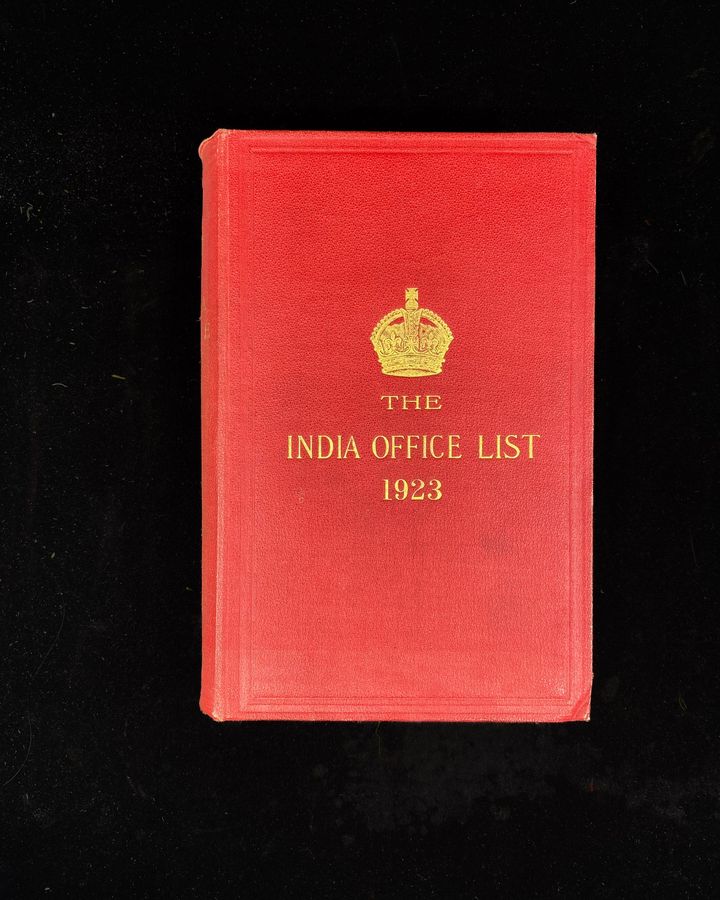 THE
INDIA OFFICE LIST
1923